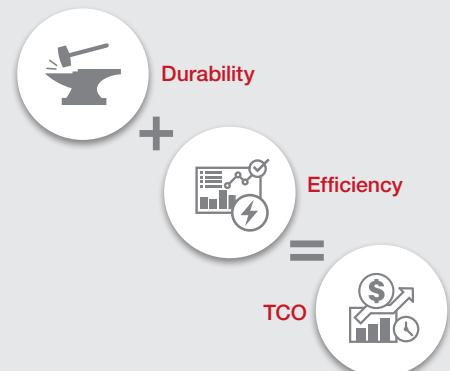 Durability
+
Efficiency
=
TCO
$